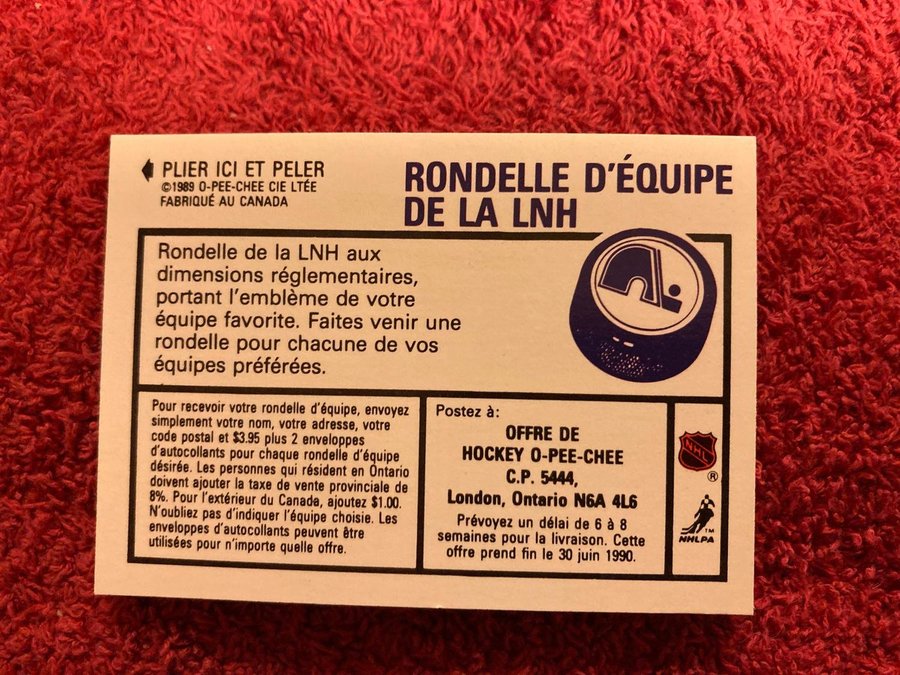 PLIER ICI ET PELER
©1989 O-PEE-CHEE CIE LTÉE
FABRIQUÉ AU CANADA
RONDELLE D'ÉQUIPE
DE LA LNH
Rondelle de la LNH aux
dimensions réglementaires,
portant l'emblème de votre
équipe favorite. Faites venir une
rondelle pour chacune de vos
équipes préférées.
Pour recevoir votre rondelle d'équipe, envoyez
simplement votre nom, votre adresse, votre
code postal et $3.95 plus 2 enveloppes
d'autocollants pour chaque rondelle d'équipe
désirée. Les personnes qui résident en Ontario
doivent ajouter la taxe de vente provinciale de
8%. Pour l'extérieur du Canada, ajoutez $1.00.
N'oubliez pas d'indiquer l'équipe choisie. Les
enveloppes d'autocollants peuvent être
utilisées pour n'importe quelle offre.
Postez à:
OFFRE DE
HOCKEY O-PEE-CHEE
C.P. 5444,
London, Ontario N6A 4L6
Prévoyez un délai de 6 à 8
semaines pour la livraison. Cette
offre prend fin le 30 juin 1990.
NHL
®
TM
NHLPA